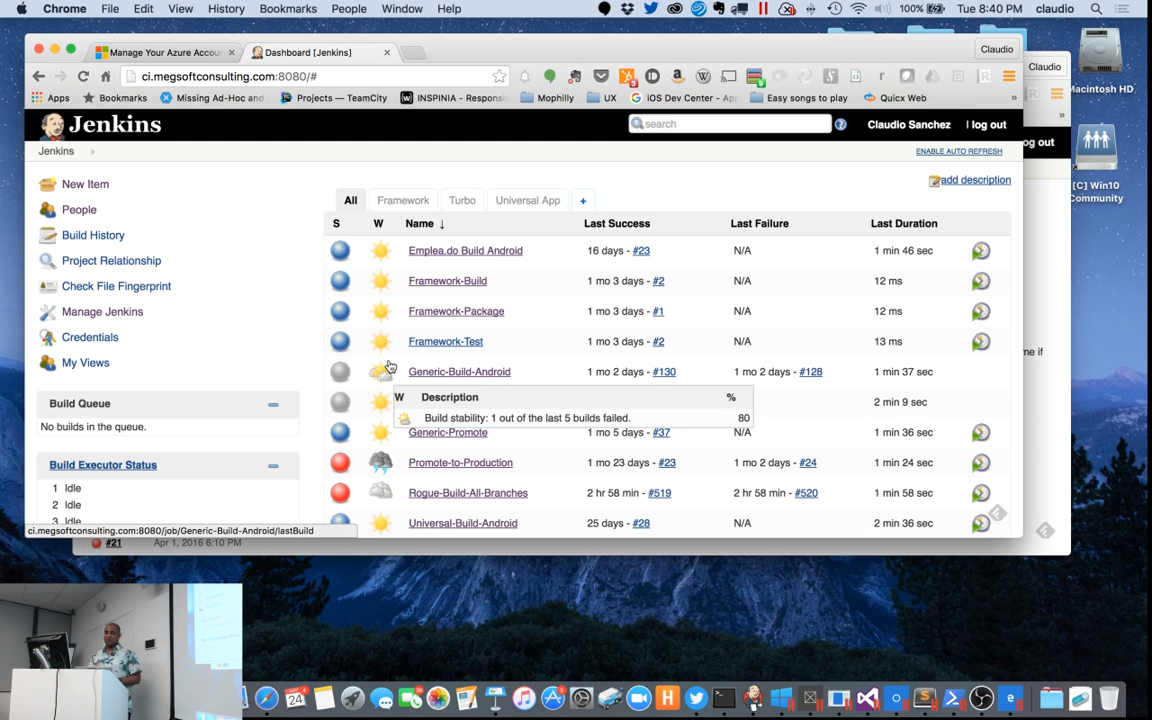 Chrome File Edit View History Bookmarks People Window Help 100% Tue 8:40 PM claudio
Manage Your Azure Accoun Dashboard [Jenkins] Claudio
ci.megsoftconsulting.com:8080/#
Claudio
Apps Bookmarks Missing Ad-Hoc and Projects — TeamCity INSPINIA - Responsi Mophilly UX iOS Dev Center - Ap Easy songs to play Quicx Web »
Macintosh HD
Jenkins search Claudio Sanchez | log out
og out
Jenkins ENABLE AUTO REFRESH
New Item add description
People All Framework Turbo Universal App +
[C] Win10 Community
S W Name ↓ Last Success Last Failure Last Duration
Build History Emplea.do Build Android 16 days - #23 N/A 1 min 46 sec
Project Relationship Framework-Build 1 mo 3 days - #2 N/A 12 ms
Check File Fingerprint Framework-Package 1 mo 3 days - #1 N/A 12 ms
Manage Jenkins Framework-Test 1 mo 3 days - #2 N/A 13 ms
Credentials
me if
My Views Generic-Build-Android 1 mo 2 days - #130 1 mo 2 days - #128 1 min 37 sec
W Description %
2 min 9 sec
Build Queue Build stability: 1 out of the last 5 builds failed. 80
No builds in the queue. Generic-Promote 1 mo 5 days - #37 N/A 1 min 36 sec
Build Executor Status Promote-to-Production 1 mo 23 days - #23 1 mo 2 days - #24 1 min 24 sec
1 Idle Rogue-Build-All-Branches 2 hr 58 min - #519 2 hr 58 min - #520 1 min 58 sec
2 Idle
3 Idle Universal-Build-Android 25 days - #28 N/A 2 min 36 sec
ci.megsoftconsulting.com:8080/job/Generic-Build-Android/lastBuild
#21 Apr 1, 2016 6:10 PM
24